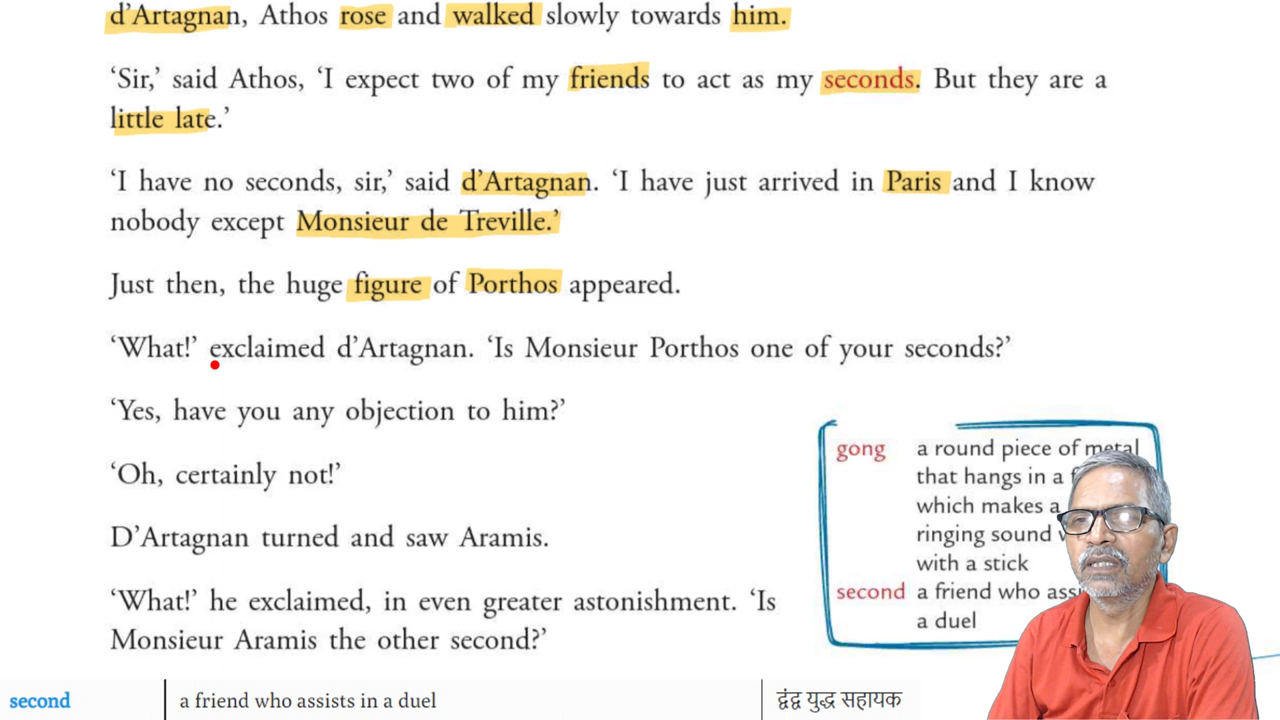 d’Artagnan, Athos rose and walked slowly towards him.
‘Sir,’ said Athos, ‘I expect two of my friends to act as my seconds. But they are a
little late.’
‘I have no seconds, sir,’ said d’Artagnan. ‘I have just arrived in Paris and I know
nobody except Monsieur de Treville.’
Just then, the huge figure of Porthos appeared.
‘What!’ exclaimed d’Artagnan. ‘Is Monsieur Porthos one of your seconds?’
‘Yes, have you any objection to him?’
‘Oh, certainly not!’
D’Artagnan turned and saw Aramis.
‘What!’ he exclaimed, in even greater astonishment. ‘Is
Monsieur Aramis the other second?’
gong a round piece of metal
that hangs in a
which makes a
ringing sound
with a stick
second a friend who
a duel
second a friend who assists in a duel द्वंद्व युद्ध सहायक